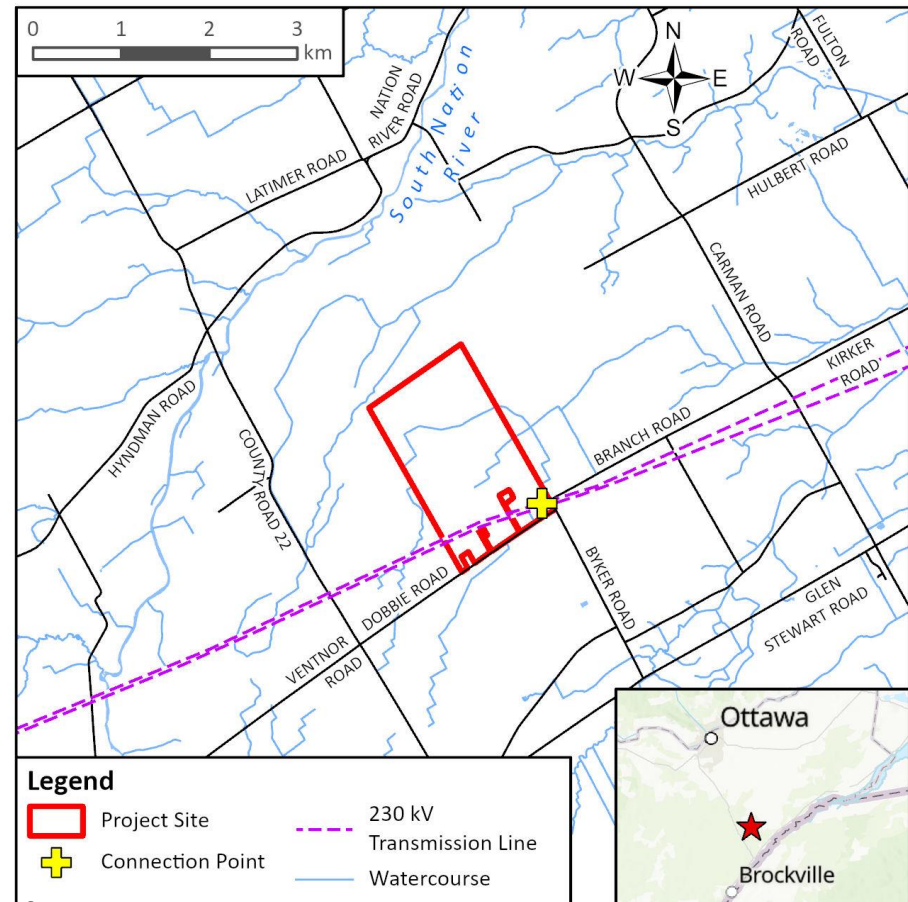 0 1 2 3
km
N
W E
S
FULTON
ROAD
NATION
RIVER ROAD
South Nation
River
LATIMER ROAD
HULBERT ROAD
CARMAN ROAD
KIRKER
ROAD
HYNDMAN ROAD
COUNTY ROAD 22
BRANCH ROAD
DOBBIE ROAD
VENTNOR
ROAD
BYKER ROAD
GLEN
STEWART ROAD
Legend
Project Site
Connection Point
230 kV
Transmission Line
Watercourse
Ottawa
Brockville